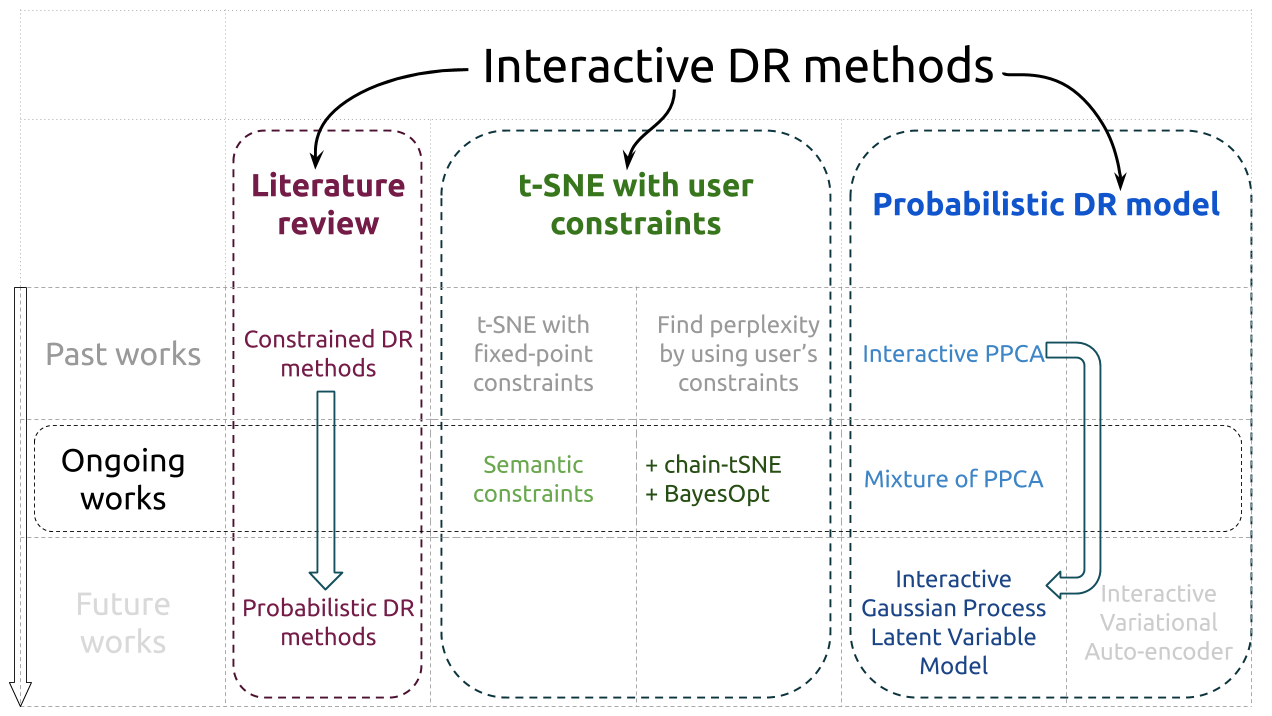 Interactive DR methods
Literature
review
t-SNE with user
constraints
Probabilistic DR model
Past works
Constrained DR
methods
t-SNE with
fixed-point
constraints
Find perplexity
by using user's
constraints
Interactive PPCA
Ongoing
works
Semantic
constraints
+ chain-tSNE
+ BayesOpt
Mixture of PPCA
Future
works
Probabilistic DR
methods
Interactive
Gaussian Process
Latent Variable
Model
Interactive
Variational
Auto-encoder